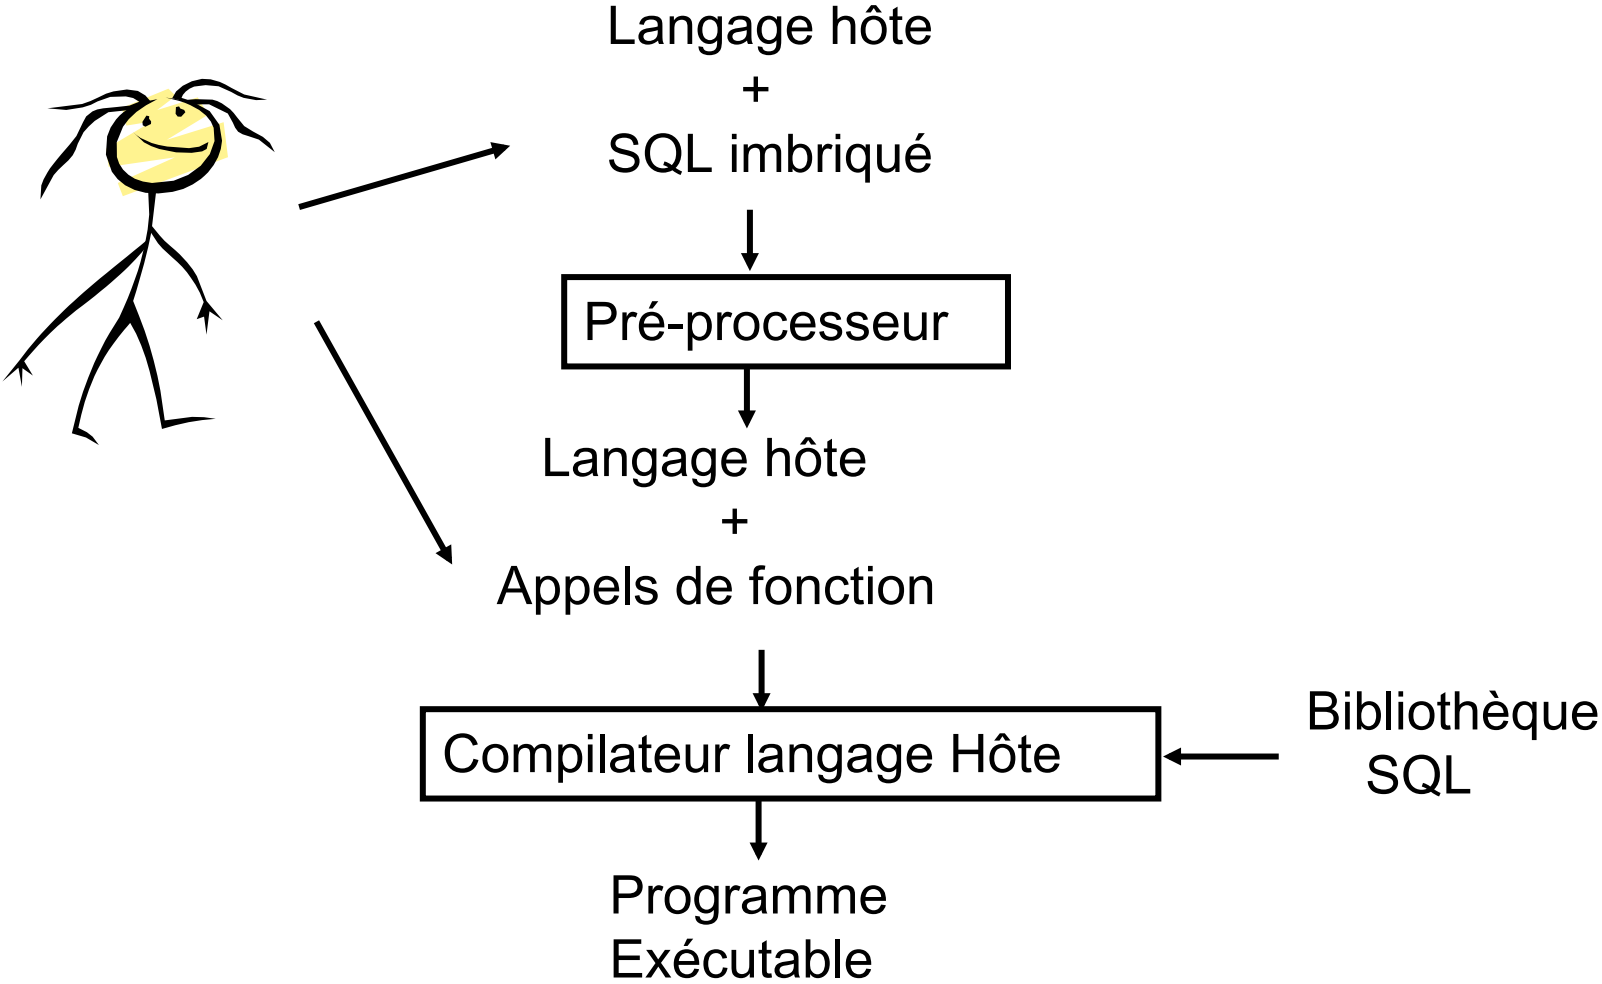 Langage hôte
+
SQL imbriqué
Pré-processeur
Langage hôte
+
Appels de fonction
Compilateur langage Hôte
Bibliothèque
SQL
Programme
Exécutable